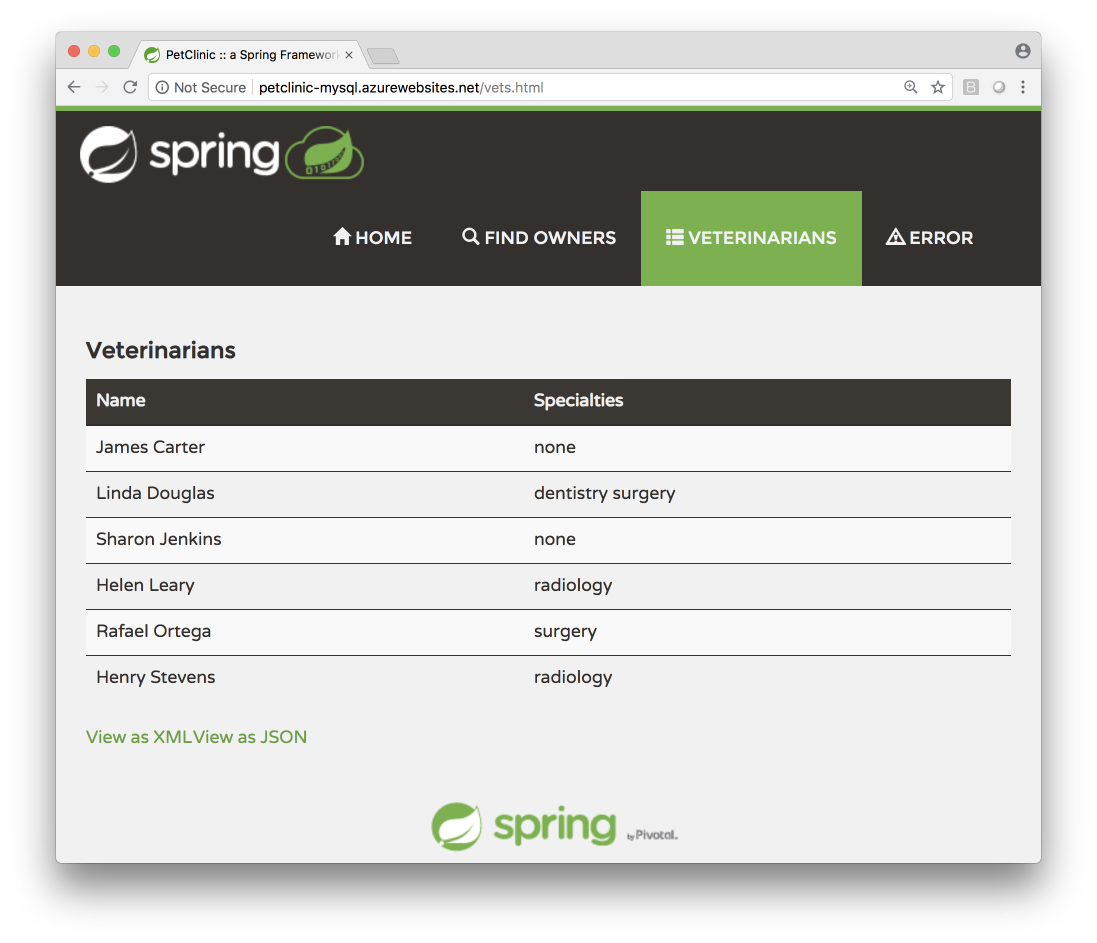 PetClinic :: a Spring Framework
Not Secure petclinic-mysql.azurewebsites.net/vets.html
spring
HOME FIND OWNERS VETERINARIANS ERROR
Veterinarians
Name Specialties
James Carter none
Linda Douglas dentistry surgery
Sharon Jenkins none
Helen Leary radiology
Rafael Ortega surgery
Henry Stevens radiology
View as XMLView as JSON
spring by Pivotal.